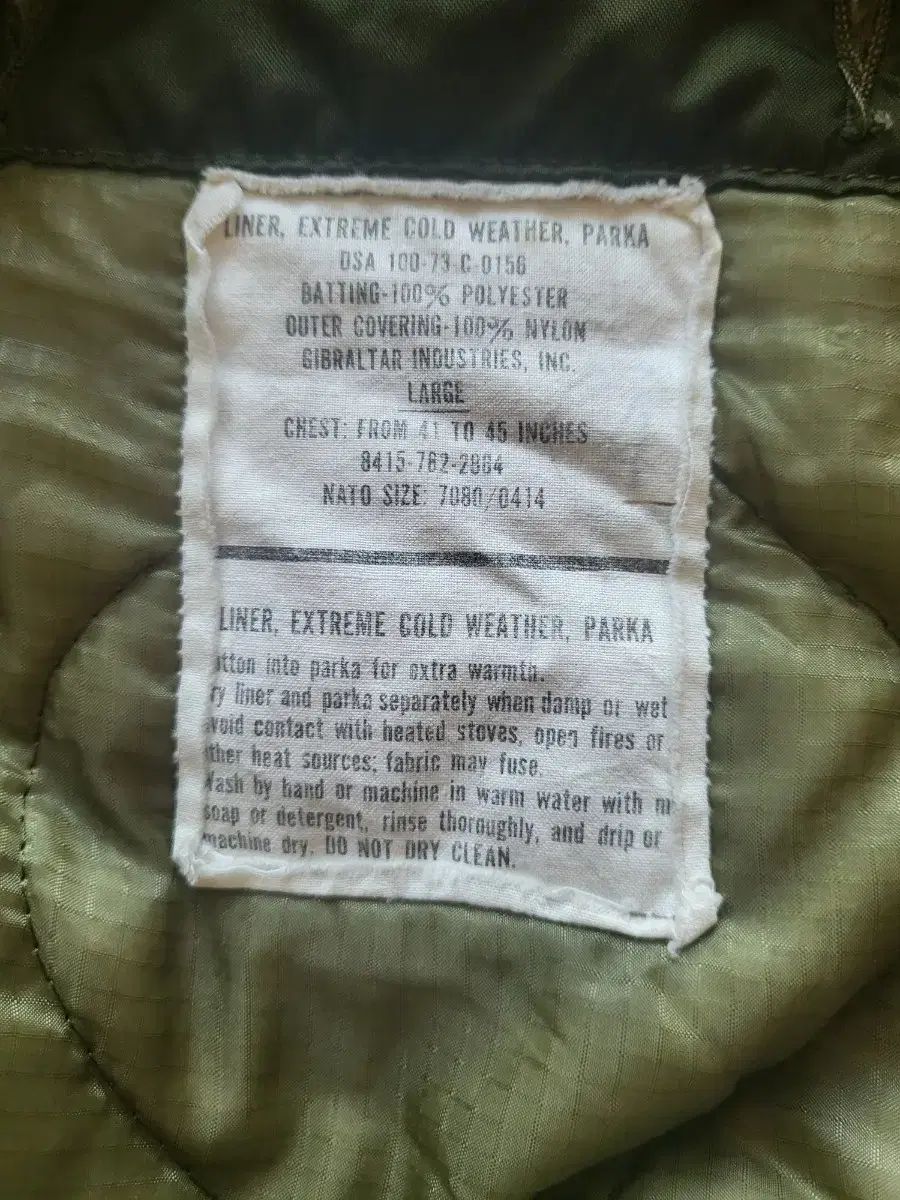 LINER, EXTREME COLD WEATHER, PARKA
DSA 100-73-C-0156
BATTING-100% POLYESTER
OUTER COVERING-100% NYLON
GIBRALTAR INDUSTRIES, INC.
LARGE
CHEST: FROM 41 TO 45 INCHES
8415-782-2884
NATO SIZE: 7080/0414
LINER, EXTREME COLD WEATHER, PARKA
tton into parka for extra warmth.
ry liner and parka separately when damp or wet
void contact with heated stoves, open fires or
ther heat sources; fabric may fuse.
Wash by hand or machine in warm water with
soap or detergent, rinse thoroughly, and drip or
machine dry. DO NOT DRY CLEAN.